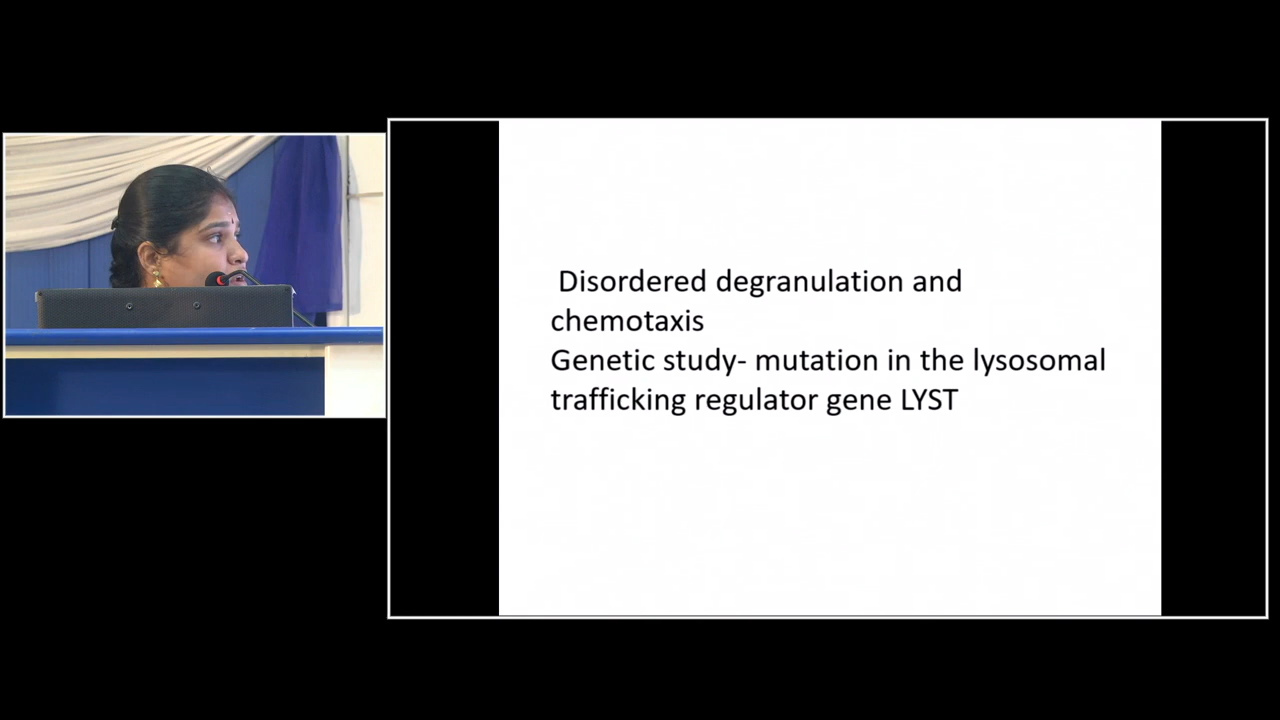 Disordered degranulation and
chemotaxis
Genetic study- mutation in the lysosomal
trafficking regulator gene LYST